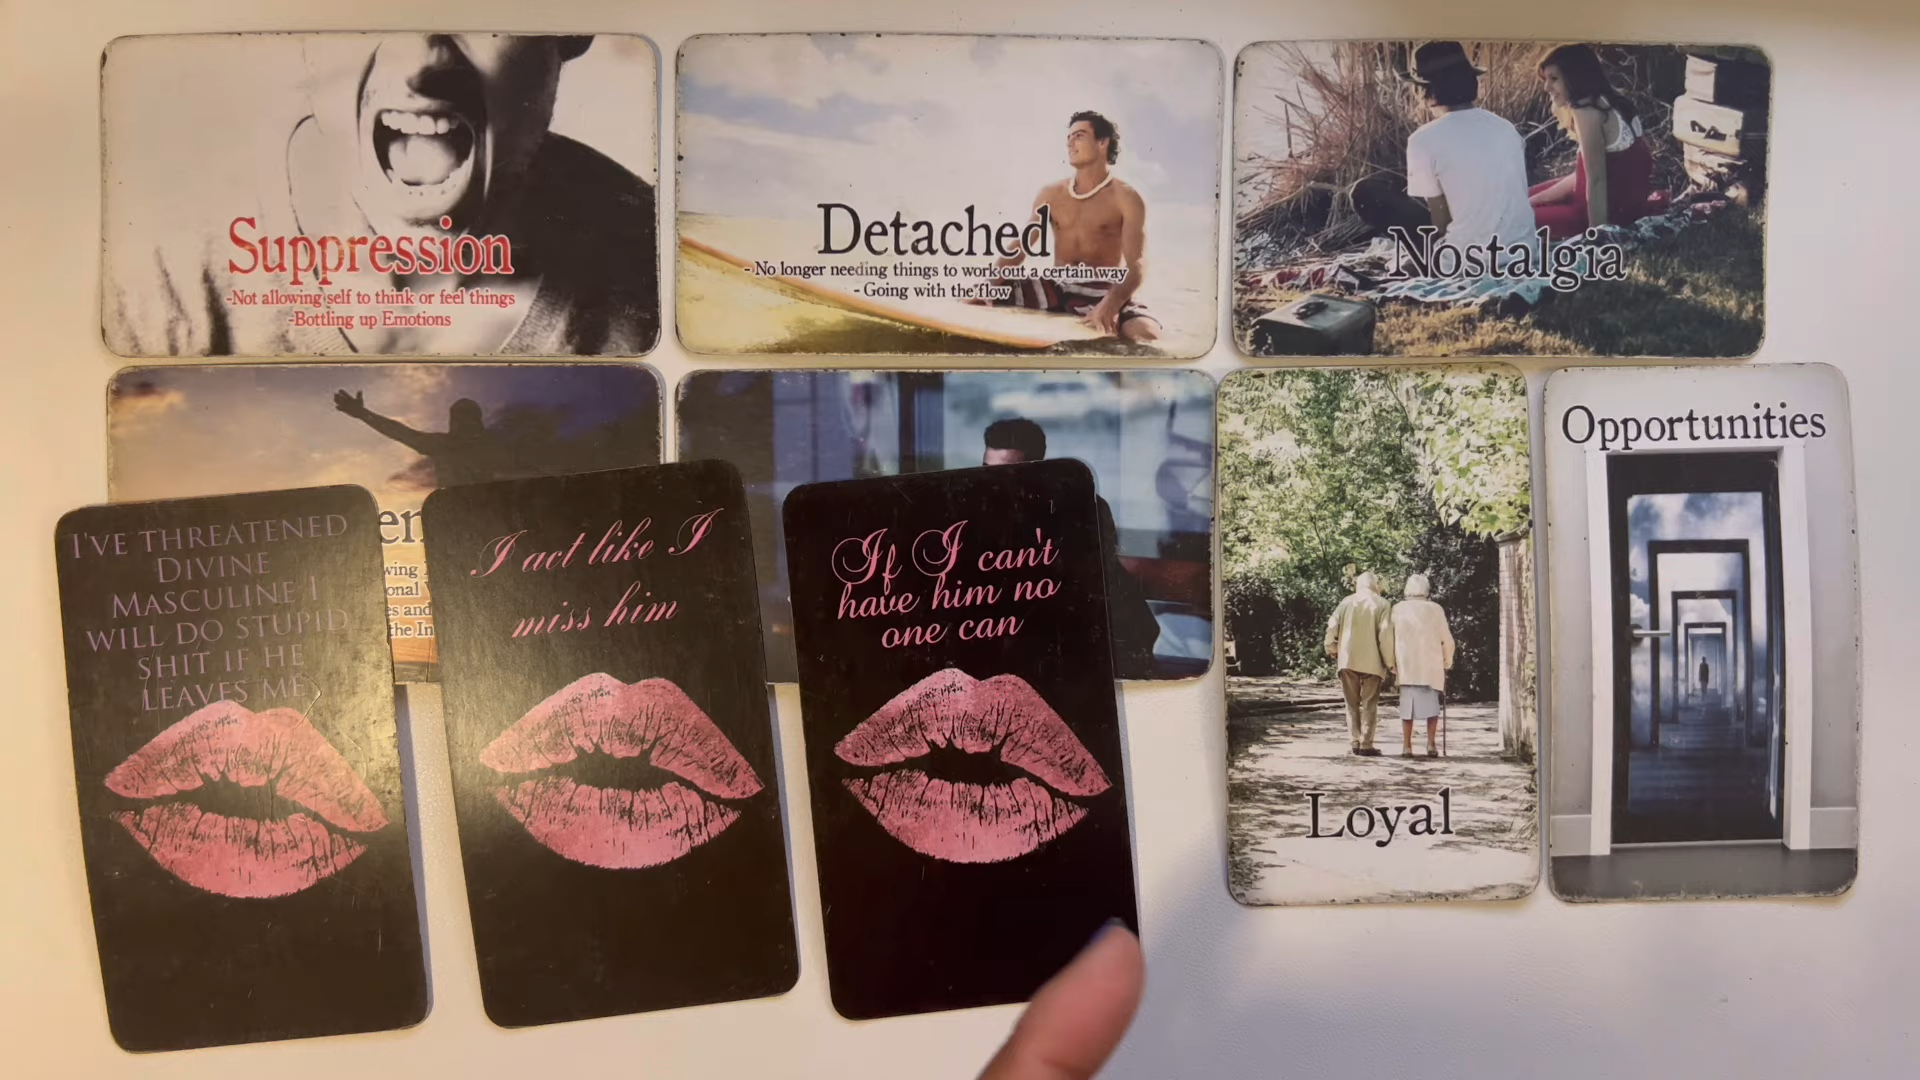 Suppression
-Not allowing self to think or feel things
-Bottling up Emotions
Detached
- No longer needing things to work out a certain way
- Going with the flow
Nostalgia
I'VE THREATENED
DIVINE
MASCULINE I
WILL DO STUPID
SHIT IF HE
LEAVES ME
I act like I
miss him
If I can't
have him no
one can
Loyal
Opportunities